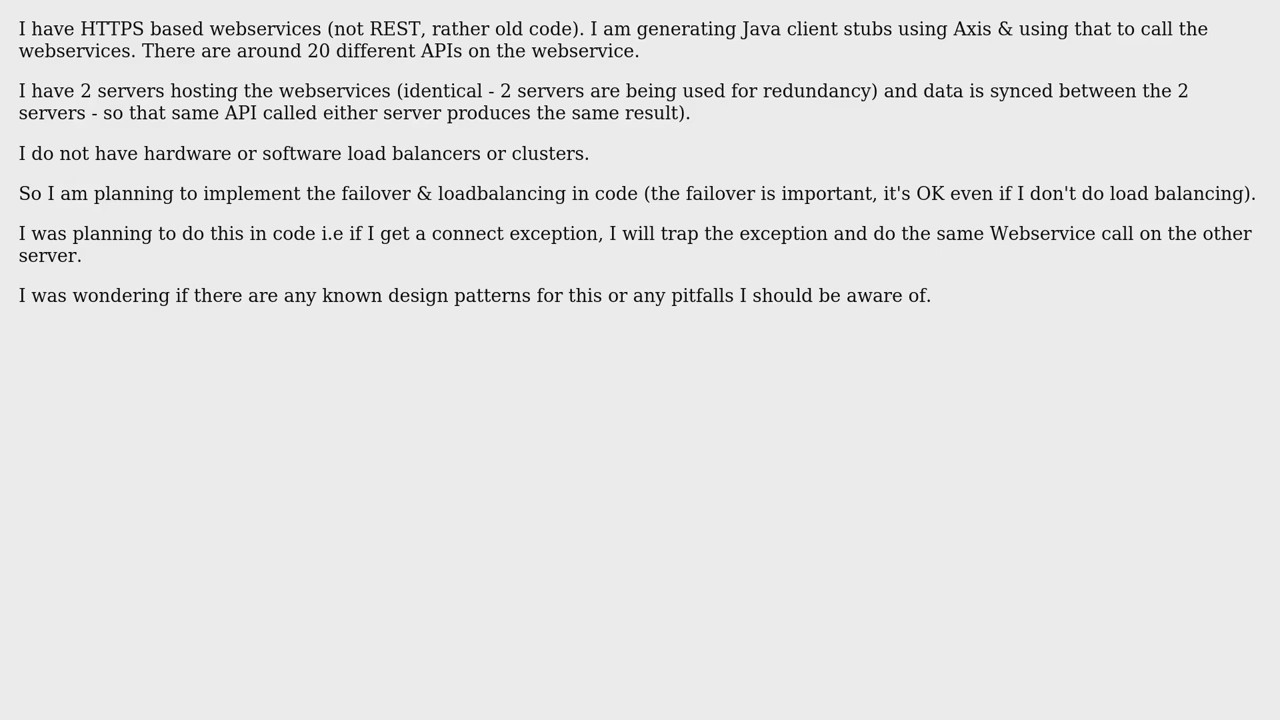 I have HTTPS based webservices (not REST, rather old code). I am generating Java client stubs using Axis & using that to call the
webservices. There are around 20 different APIs on the webservice.
I have 2 servers hosting the webservices (identical - 2 servers are being used for redundancy) and data is synced between the 2
servers - so that same API called either server produces the same result).
I do not have hardware or software load balancers or clusters.
So I am planning to implement the failover & loadbalancing in code (the failover is important, it's OK even if I don't do load balancing).
I was planning to do this in code i.e if I get a connect exception, I will trap the exception and do the same Webservice call on the other
server.
I was wondering if there are any known design patterns for this or any pitfalls I should be aware of.